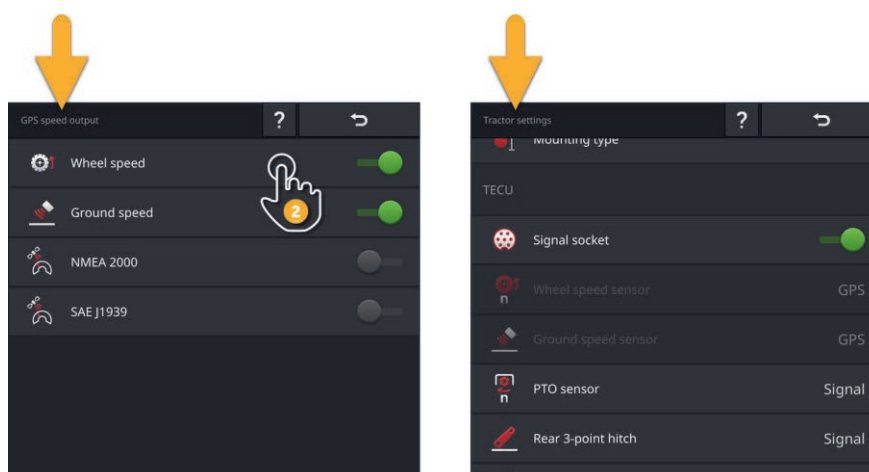 GPS speed output ?
Wheel speed
2
Ground speed
NMEA 2000
SAE J1939
Tractor settings ?
Mounting type
TECU
Signal socket
n Wheel speed sensor GPS
Ground speed sensor GPS
n PTO sensor Signal
Rear 3-point hitch Signal